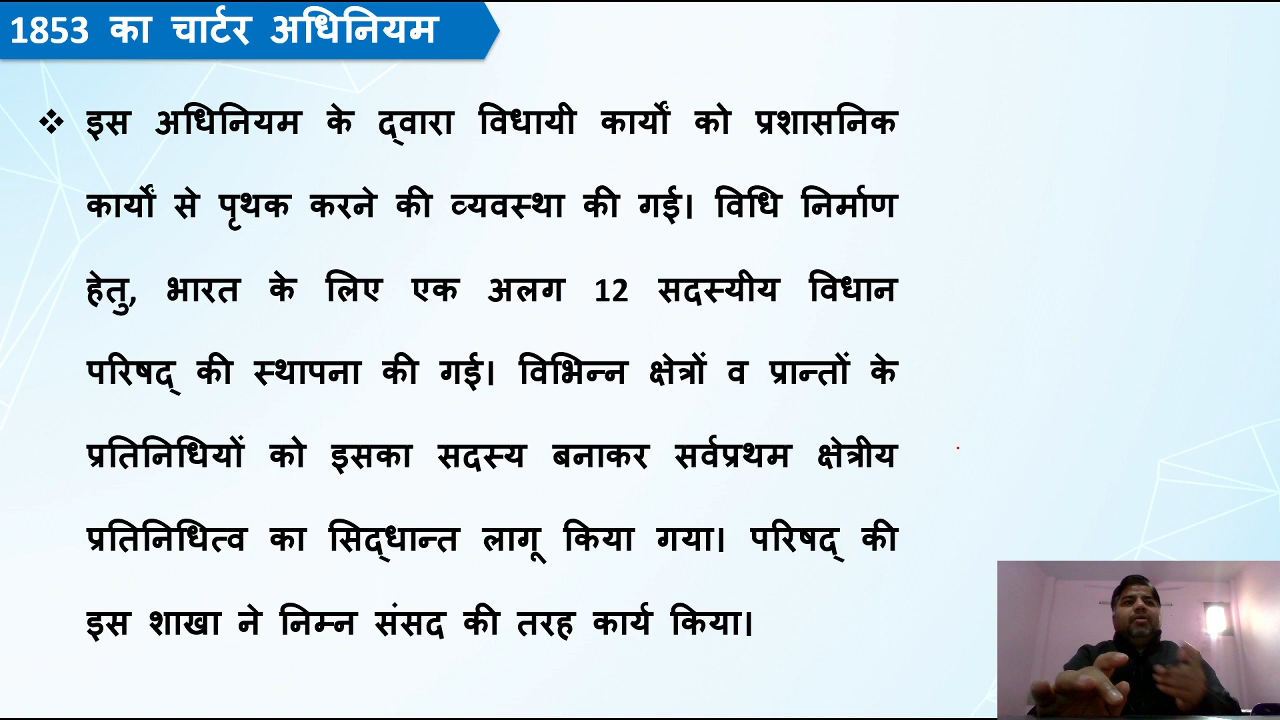 1853 का चार्टर अधिनियम
❖ इस अधिनियम के द्वारा विधायी कार्यों को प्रशासनिक
कार्यों से पृथक करने की व्यवस्था की गई। विधि निर्माण
हेतु, भारत के लिए एक अलग 12 सदस्यीय विधान
परिषद् की स्थापना की गई। विभिन्न क्षेत्रों व प्रान्तों के
प्रतिनिधियों को इसका सदस्य बनाकर सर्वप्रथम क्षेत्रीय
प्रतिनिधित्व का सिद्धान्त लागू किया गया। परिषद् की
इस शाखा ने निम्न संसद की तरह कार्य किया।